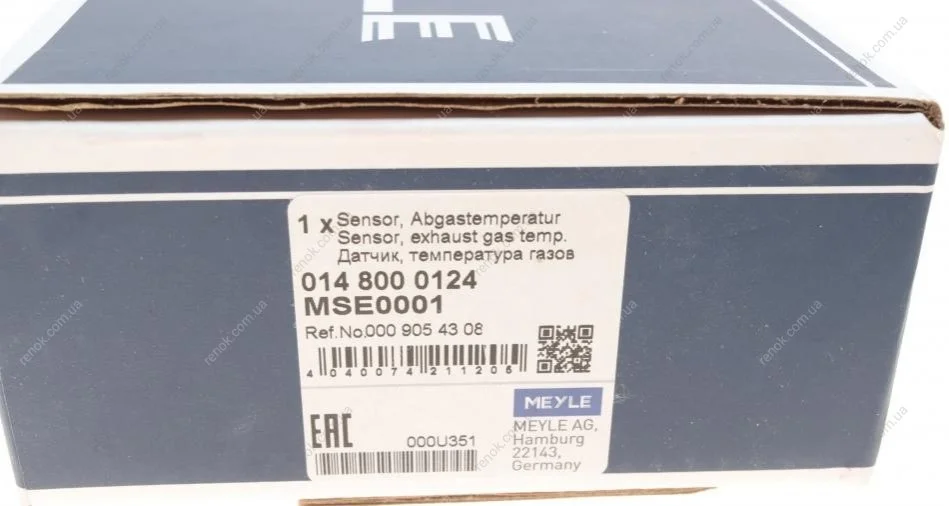 1 x Sensor, Abgastemperatur
Sensor, exhaust gas temp.
Датчик, температура газов
014 800 0124
MSE0001
Ref.No.000 905 43 08
4 040074 211206
MEYLE
EAC
000U351
MEYLE AG,
Hamburg
22143,
Germany
renok.com.ua